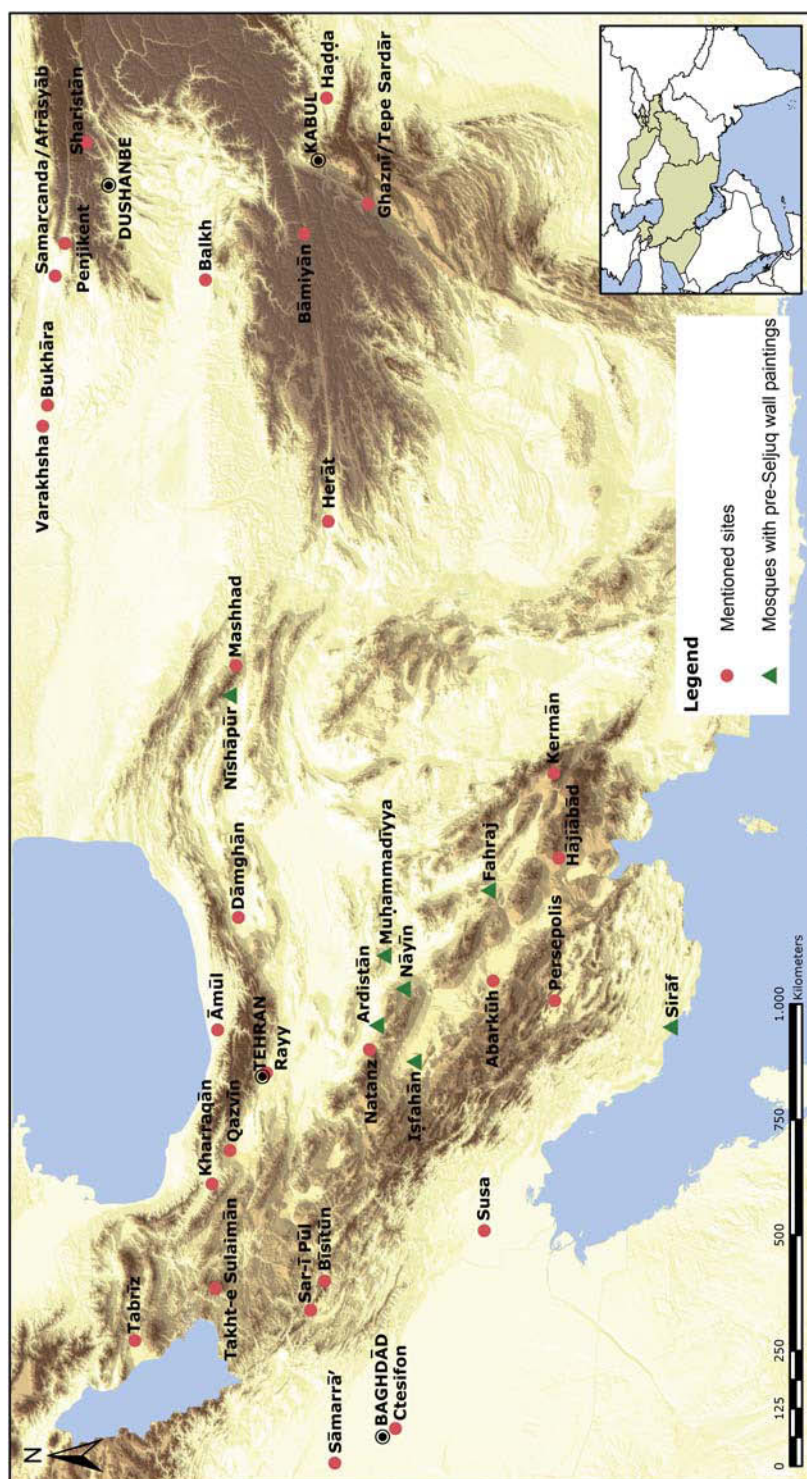 N
Tabrīz
Takht-e Sulaimān
Kharraqān
Qazvīn
Āmūl
TEHRAN
Rayy
Dāmghān
Nīshāpūr
Mashhad
Varakhsha
Bukhāra
Samarcanda/Afrāsyāb
Penjikent
Sharistān
DUSHANBE
Balkh
Herāt
Bāmiyān
KABUL
Haḍḍa
Ghaznī/Tepe Sardār
Sāmarrā'
BAGHDĀD
Ctesifon
Sar-i Pūl
Bīsitūn
Susa
Natanz
Ardistān
Muḥammadīyya
Nāyīn
Iṣfahān
Abarkūh
Fahraj
Persepolis
Kermān
Hājīābād
Sīrāf
Legend
Mentioned sites
Mosques with pre-Seljuq wall paintings
0 125 250 500 750 1.000
Kilometers